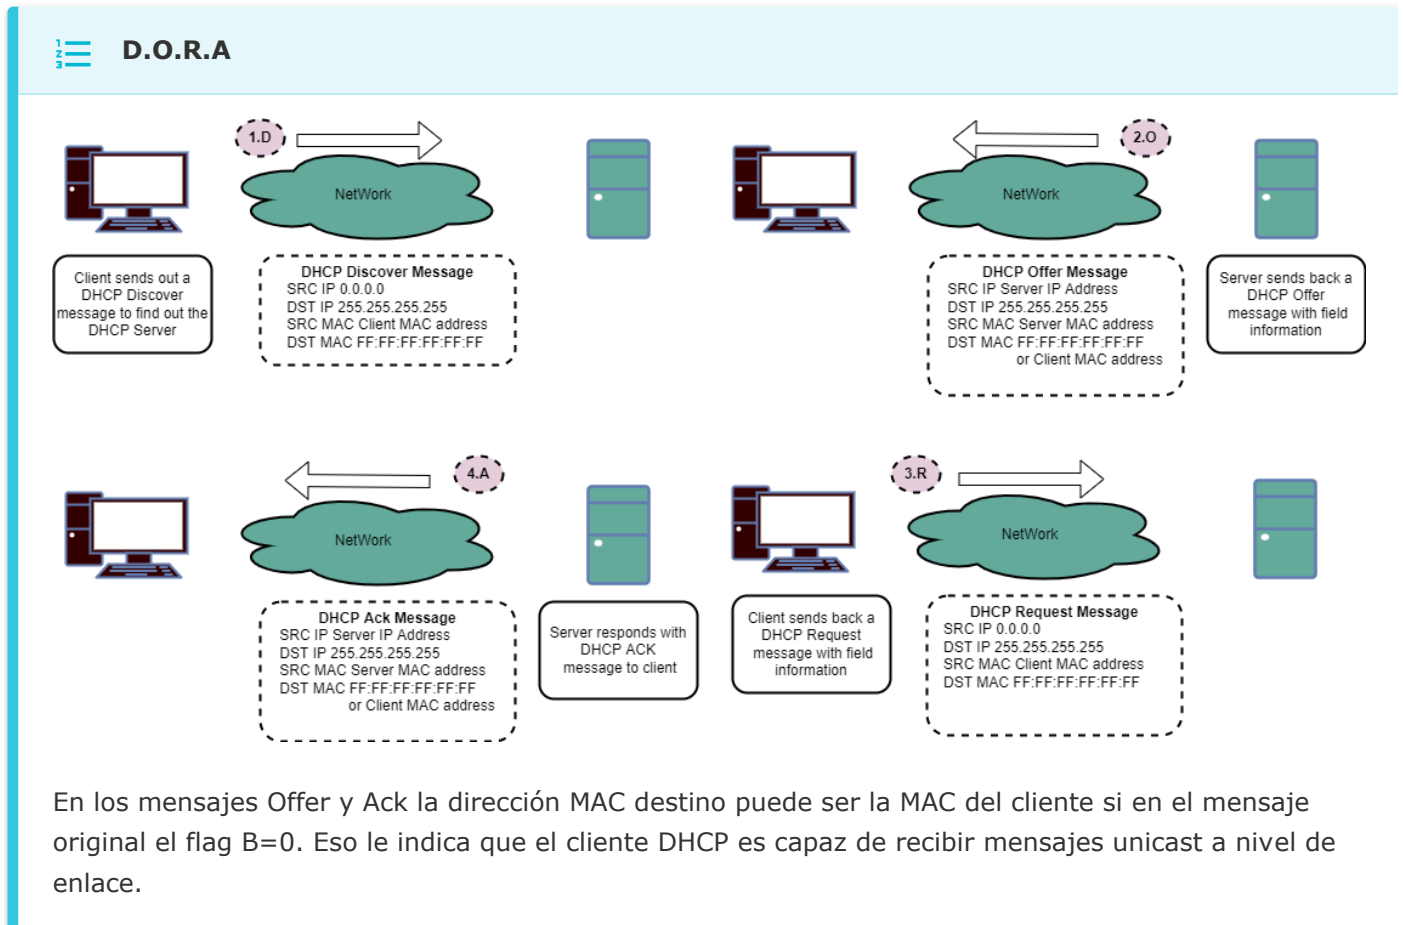 1
2
3
D.O.R.A
1.D
NetWork
Client sends out a
DHCP Discover
message to find out the
DHCP Server
DHCP Discover Message
SRC IP 0.0.0.0
DST IP 255.255.255.255
SRC MAC Client MAC address
DST MAC FF:FF:FF:FF:FF:FF
2.O
NetWork
DHCP Offer Message
SRC IP Server IP Address
DST IP 255.255.255.255
SRC MAC Server MAC address
DST MAC FF:FF:FF:FF:FF:FF
or Client MAC address
Server sends back a
DHCP Offer
message with field
information
4.A
NetWork
DHCP Ack Message
SRC IP Server IP Address
DST IP 255.255.255.255
SRC MAC Server MAC address
DST MAC FF:FF:FF:FF:FF:FF
or Client MAC address
Server responds with
DHCP ACK
message to client
3.R
NetWork
Client sends back a
DHCP Request
message with field
information
DHCP Request Message
SRC IP 0.0.0.0
DST IP 255.255.255.255
SRC MAC Client MAC address
DST MAC FF:FF:FF:FF:FF:FF
En los mensajes Offer y Ack la dirección MAC destino puede ser la MAC del cliente si en el mensaje
original el flag B=0. Eso le indica que el cliente DHCP es capaz de recibir mensajes unicast a nivel de
enlace.